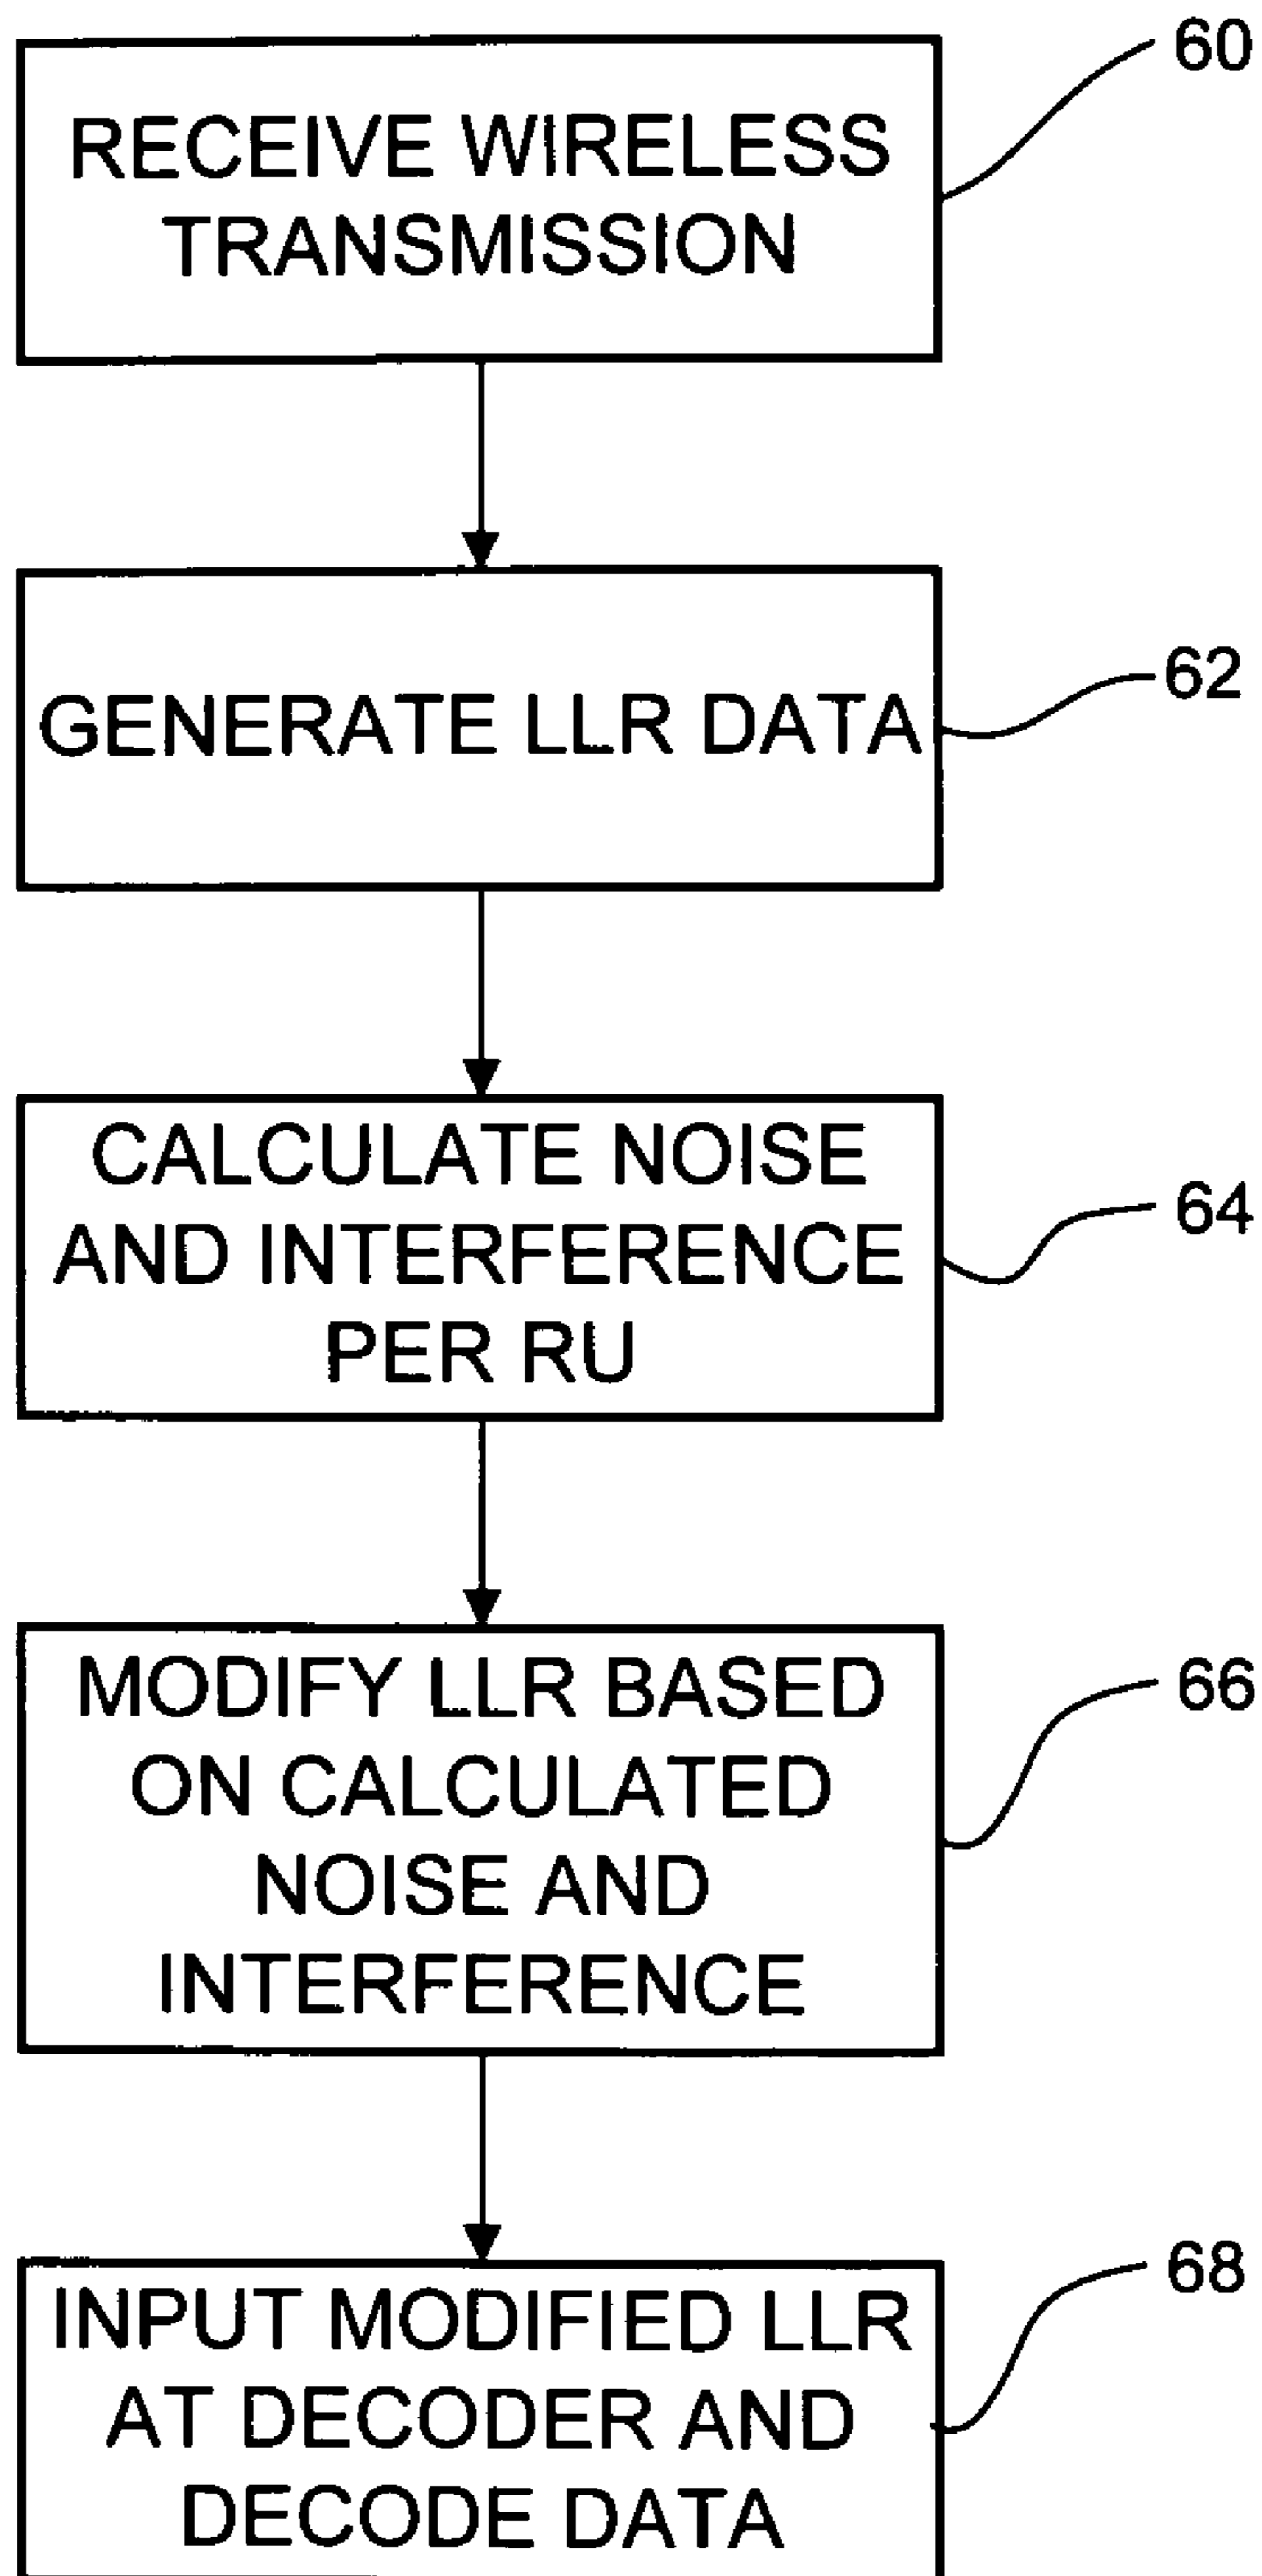 RECEIVE WIRELESS
TRANSMISSION
60
GENERATE LLR DATA
62
CALCULATE NOISE
AND INTERFERENCE
PER RU
64
MODIFY LLR BASED
ON CALCULATED
NOISE AND
INTERFERENCE
66
INPUT MODIFIED LLR
AT DECODER AND
DECODE DATA
68